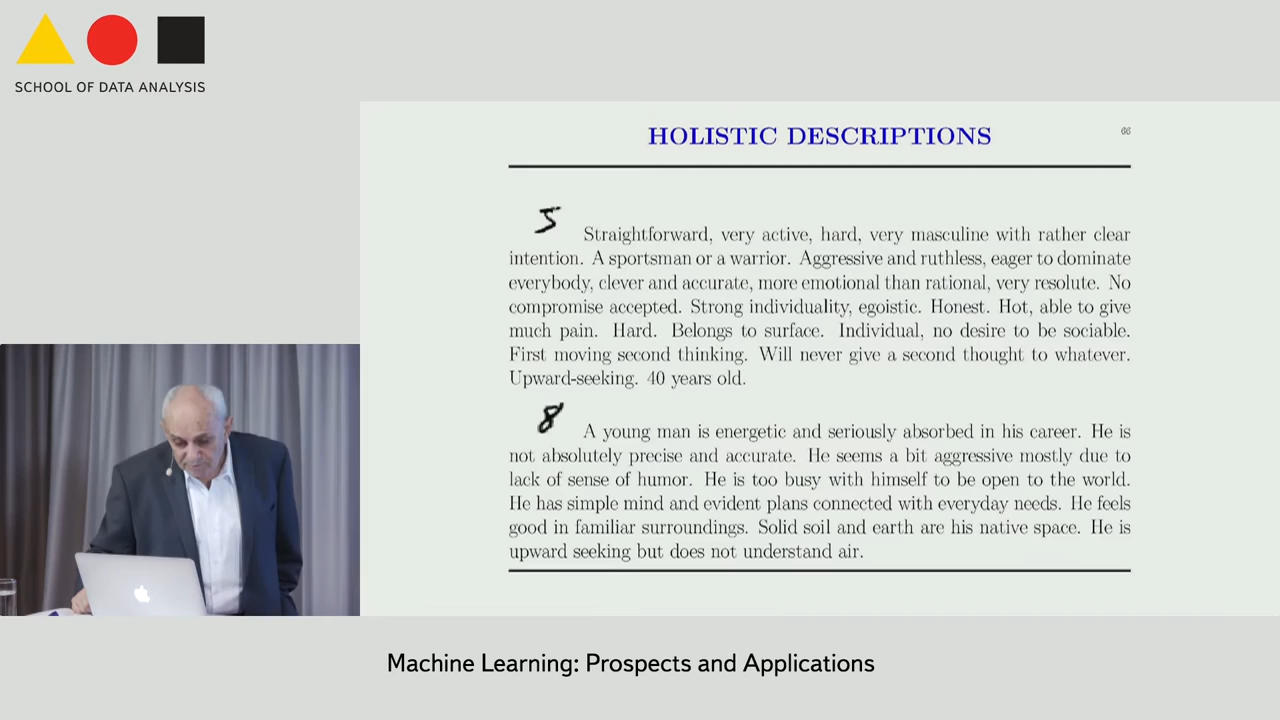 SCHOOL OF DATA ANALYSIS
HOLISTIC DESCRIPTIONS
66
5 Straightforward, very active, hard, very masculine with rather clear
intention. A sportsman or a warrior. Aggressive and ruthless, eager to dominate
everybody, clever and accurate, more emotional than rational, very resolute. No
compromise accepted. Strong individuality, egoistic. Honest. Hot, able to give
much pain. Hard. Belongs to surface. Individual, no desire to be sociable.
First moving second thinking. Will never give a second thought to whatever.
Upward-seeking. 40 years old.
8 A young man is energetic and seriously absorbed in his career. He is
not absolutely precise and accurate. He seems a bit aggressive mostly due to
lack of sense of humor. He is too busy with himself to be open to the world.
He has simple mind and evident plans connected with everyday needs. He feels
good in familiar surroundings. Solid soil and earth are his native space. He is
upward seeking but does not understand air.
Machine Learning: Prospects and Applications